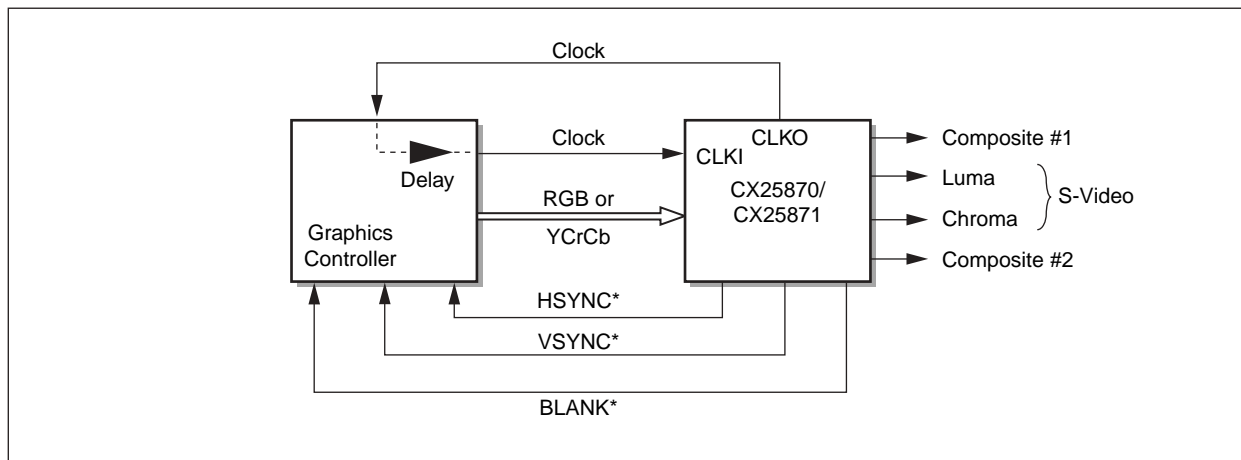 Clock
Clock
CLKO
CLKI
Composite #1
Delay
CX25870/
CX25871
Luma
S-Video
RGB or
YCrCb
Chroma
Graphics
Controller
Composite #2
HSYNC*
VSYNC*
BLANK*